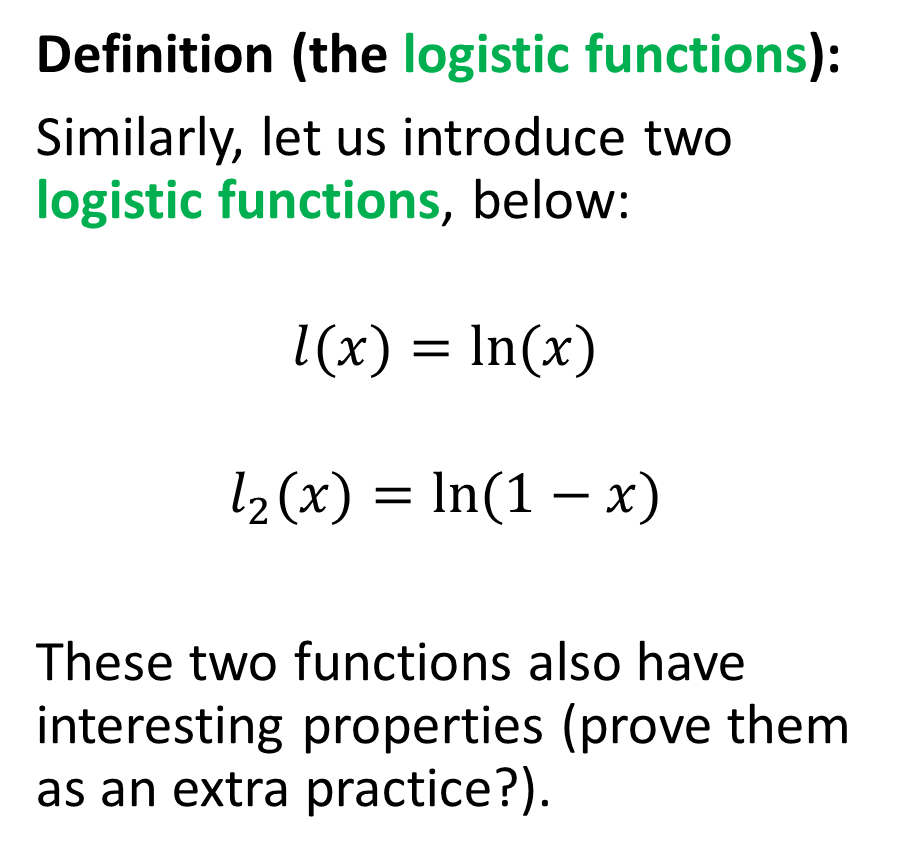 Definition (the logistic functions):
Similarly, let us introduce two
logistic functions, below:
l(x) = ln(x)
l₂(x) = ln(1 − x)
These two functions also have
interesting properties (prove them
as an extra practice?).